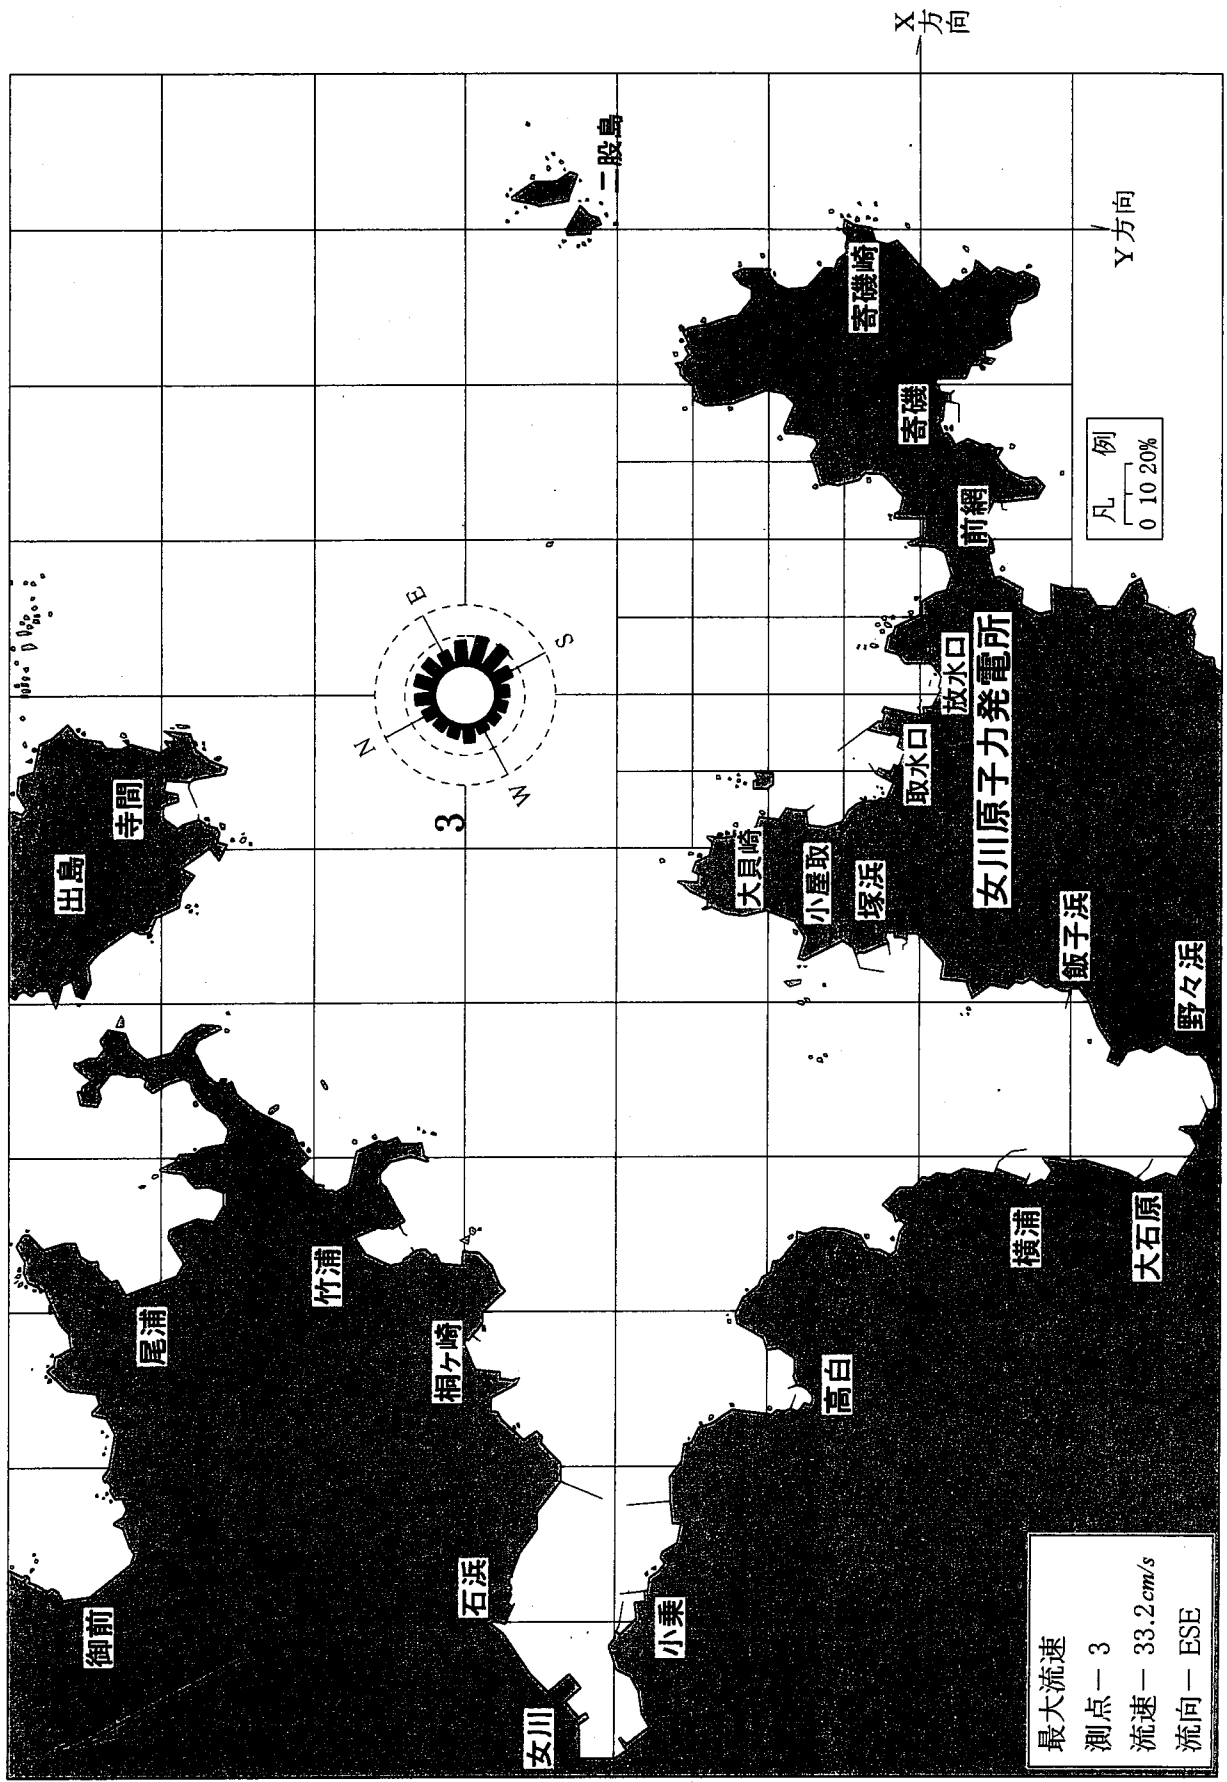 X
方向
Y方向
二股島
寄磯崎
寄磯
前網
凡　例
0 10 20%
N
E
S
W
3
出島
寺間
放水口
取水口
女川原子力発電所
大貝崎
小屋取
塚浜
飯子浜
野々浜
尾浦
竹浦
桐ヶ崎
御前
石浜
女川
小乗
高白
横浦
大石原
最大流速
測点－3
流速－33.2cm/s
流向－ESE